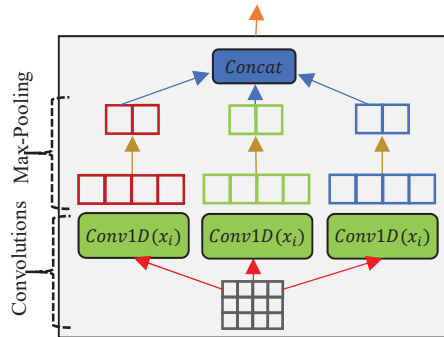 Concat
Max-Pooling
Conv1D(xᵢ) Conv1D(xᵢ) Conv1D(xᵢ)
Convolutions